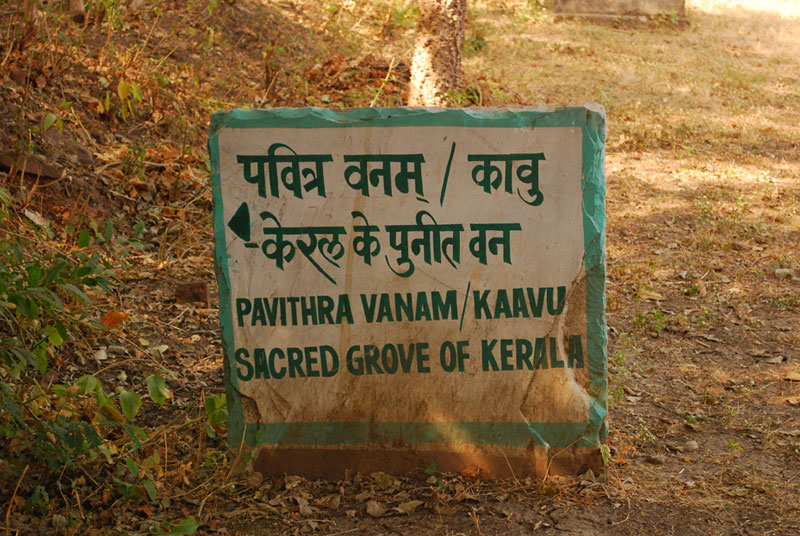 पवित्र वनम् / कावु
केरल के पुनीत वन
PAVITHRA VANAM/KAAVU
SACRED GROVE OF KERALA